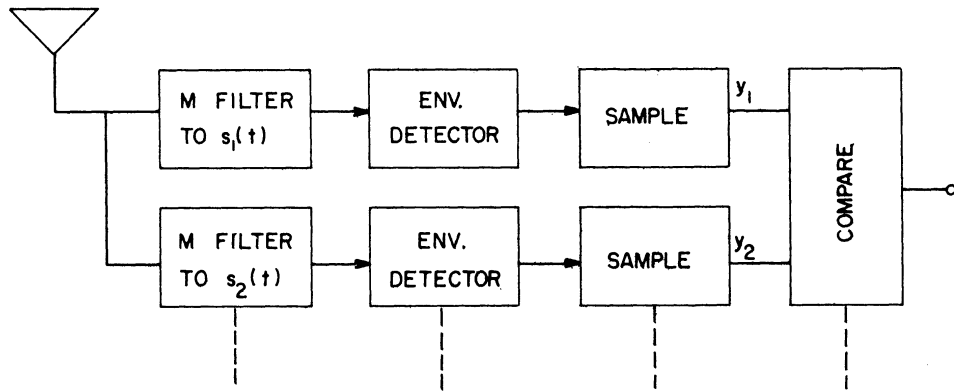 M FILTER
TO s₁(t)
ENV.
DETECTOR
SAMPLE
y₁
COMPARE
M FILTER
TO s₂(t)
ENV.
DETECTOR
SAMPLE
y₂